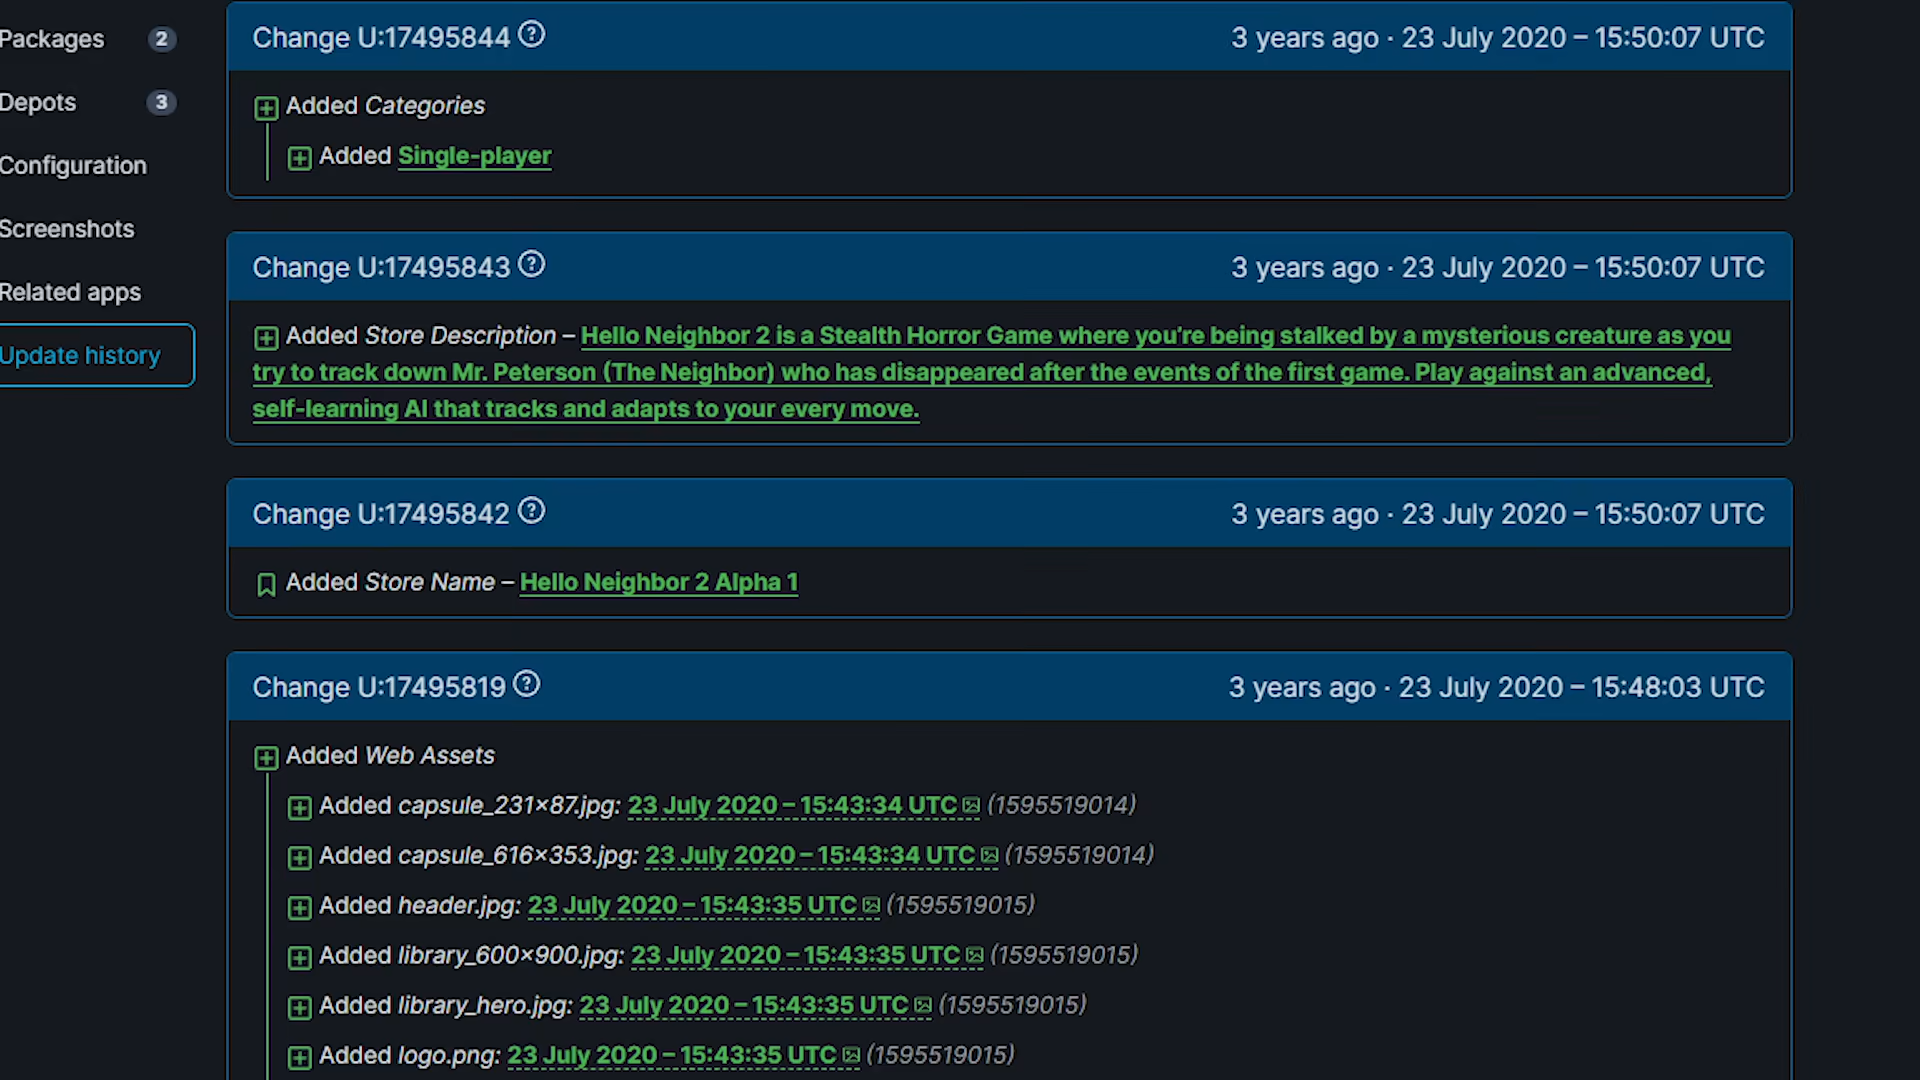 Packages 2
Depots 3
Configuration
Screenshots
Related apps
Update history
Change U:17495844 ? 3 years ago · 23 July 2020 – 15:50:07 UTC
Added Categories
Added Single-player
Change U:17495843 ? 3 years ago · 23 July 2020 – 15:50:07 UTC
Added Store Description – Hello Neighbor 2 is a Stealth Horror Game where you’re being stalked by a mysterious creature as you
try to track down Mr. Peterson (The Neighbor) who has disappeared after the events of the first game. Play against an advanced,
self-learning AI that tracks and adapts to your every move.
Change U:17495842 ? 3 years ago · 23 July 2020 – 15:50:07 UTC
Added Store Name – Hello Neighbor 2 Alpha 1
Change U:17495819 ? 3 years ago · 23 July 2020 – 15:48:03 UTC
Added Web Assets
Added capsule_231×87.jpg: 23 July 2020 – 15:43:34 UTC (1595519014)
Added capsule_616×353.jpg: 23 July 2020 – 15:43:34 UTC (1595519014)
Added header.jpg: 23 July 2020 – 15:43:35 UTC (1595519015)
Added library_600×900.jpg: 23 July 2020 – 15:43:35 UTC (1595519015)
Added library_hero.jpg: 23 July 2020 – 15:43:35 UTC (1595519015)
Added logo.png: 23 July 2020 – 15:43:35 UTC (1595519015)